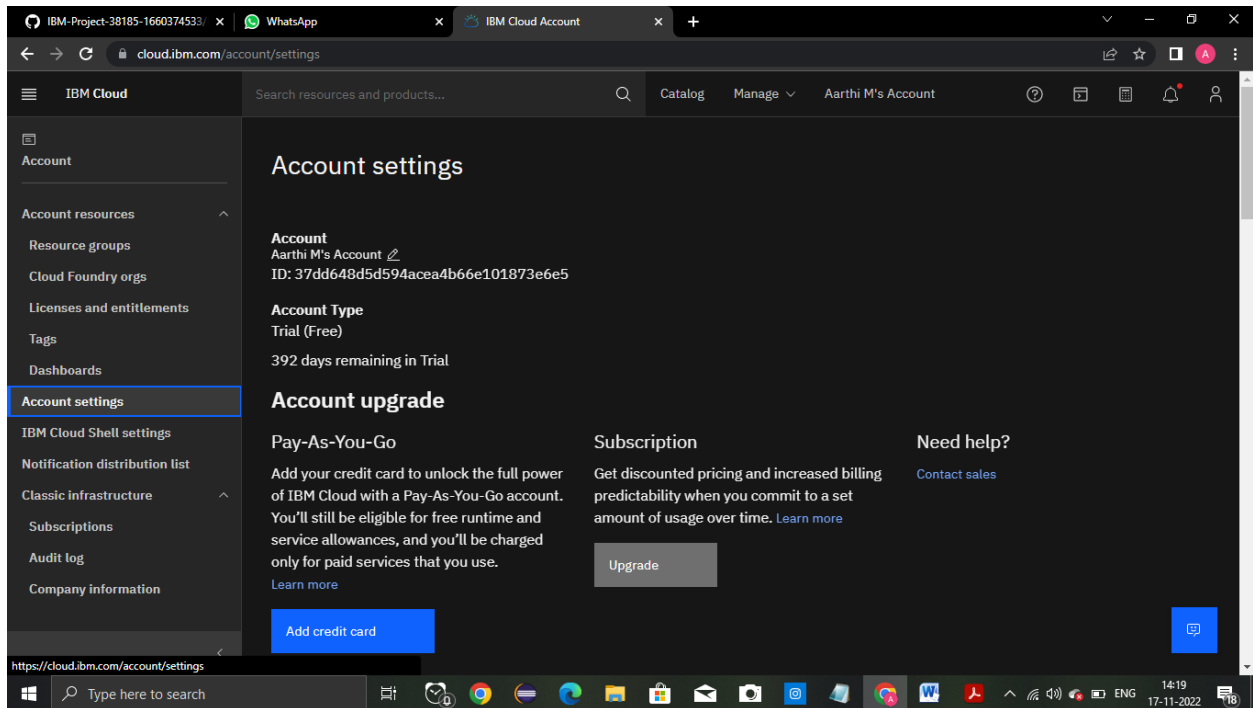 IBM-Project-38185-1660374533/
WhatsApp
IBM Cloud Account
cloud.ibm.com/account/settings
A
IBM Cloud
Search resources and products...
Catalog
Manage
Aarthi M's Account
Account
Account resources
Resource groups
Cloud Foundry orgs
Licenses and entitlements
Tags
Dashboards
Account settings
IBM Cloud Shell settings
Notification distribution list
Classic infrastructure
Subscriptions
Audit log
Company information
Account settings
Account
Aarthi M's Account
ID: 37dd648d5d594acea4b66e101873e6e5
Account Type
Trial (Free)
392 days remaining in Trial
Account upgrade
Pay-As-You-Go
Add your credit card to unlock the full power
of IBM Cloud with a Pay-As-You-Go account.
You'll still be eligible for free runtime and
service allowances, and you'll be charged
only for paid services that you use.
Learn more
Add credit card
Subscription
Get discounted pricing and increased billing
predictability when you commit to a set
amount of usage over time. Learn more
Upgrade
Need help?
Contact sales
https://cloud.ibm.com/account/settings
Type here to search
ENG
14:19
17-11-2022
18